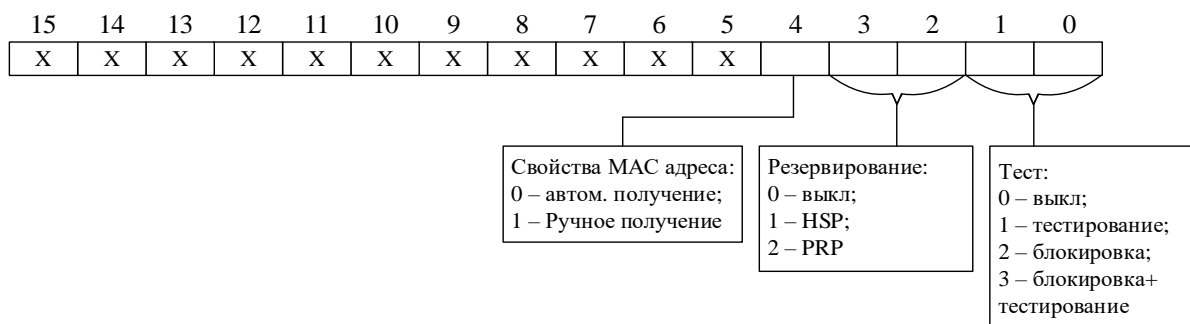 15 14 13 12 11 10 9 8 7 6 5 4 3 2 1 0
X X X X X X X X X X X
Свойства МАС адреса:
0 – автом. получение;
1 – Ручное получение
Резервирование:
0 – выкл;
1 – HSP;
2 – PRP
Тест:
0 – выкл;
1 – тестирование;
2 – блокировка;
3 – блокировка+
тестирование